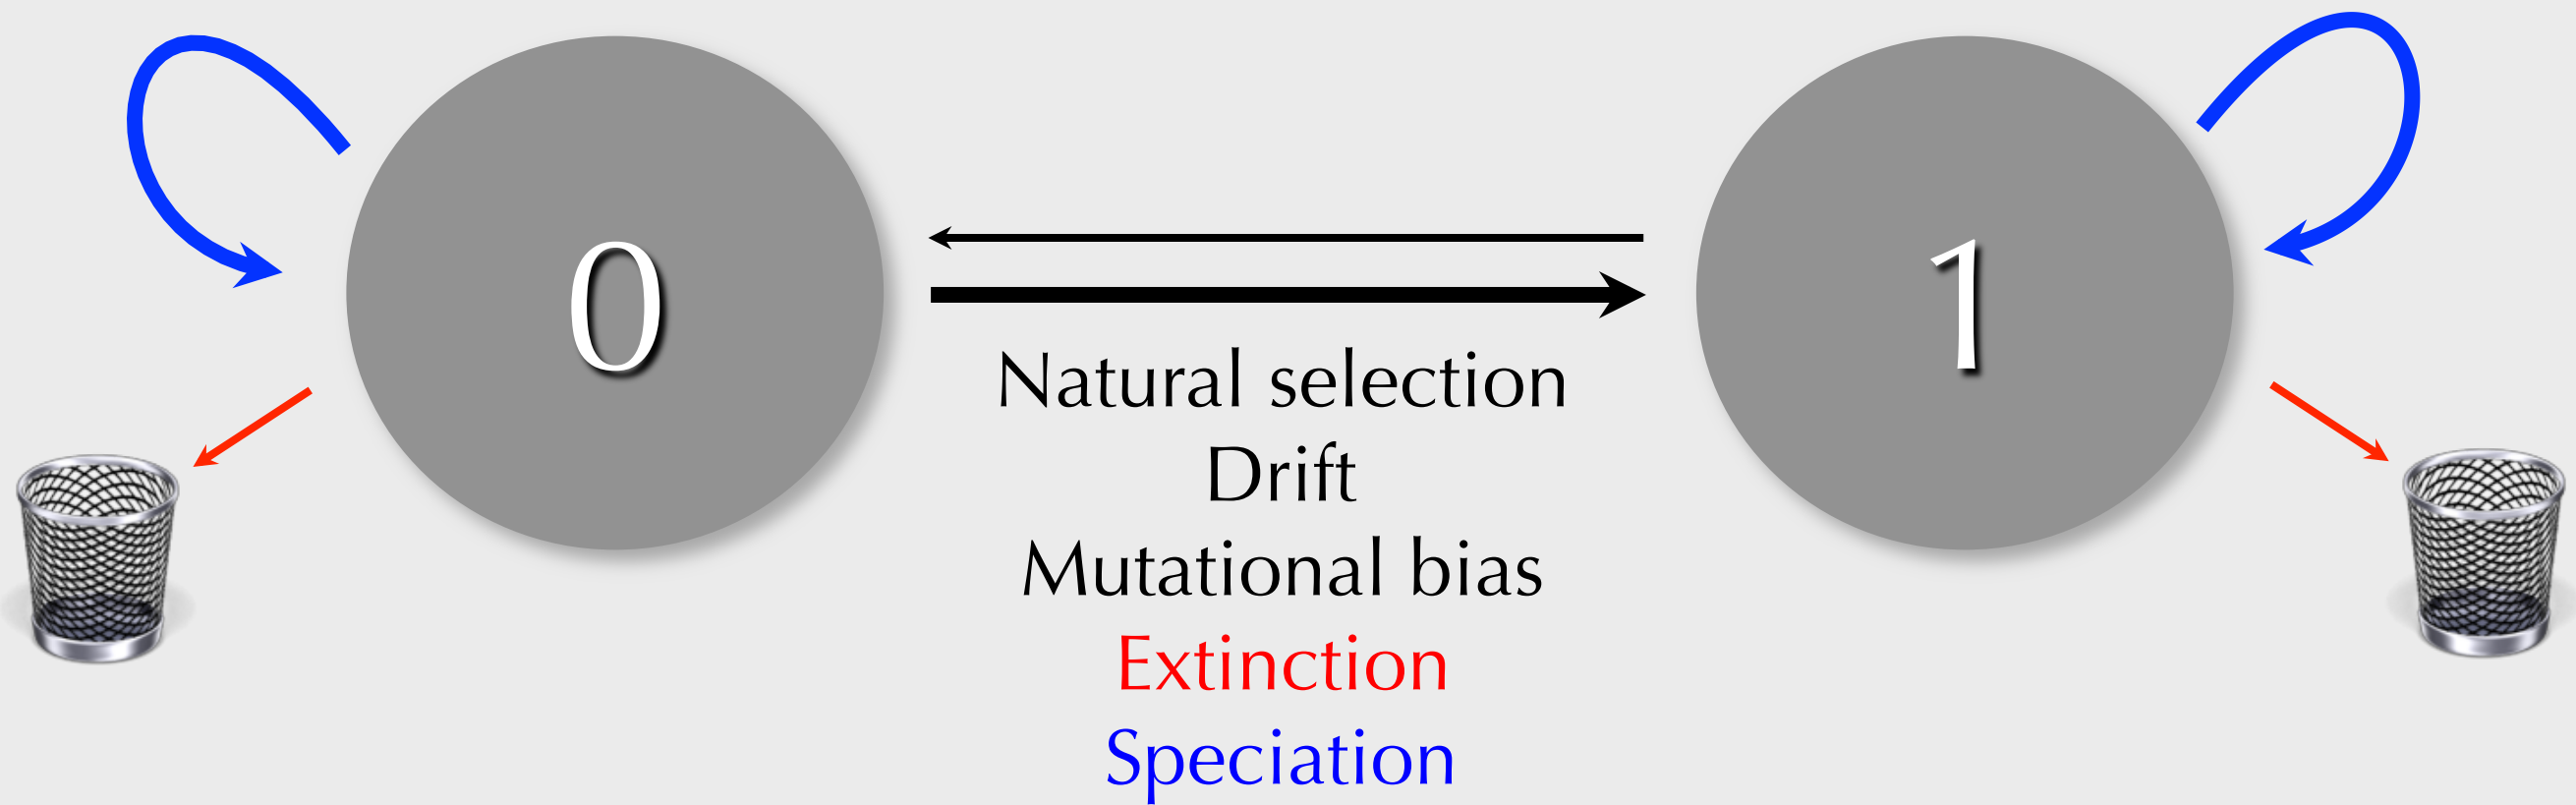 0
1
Natural selection
Drift
Mutational bias
Extinction
Speciation